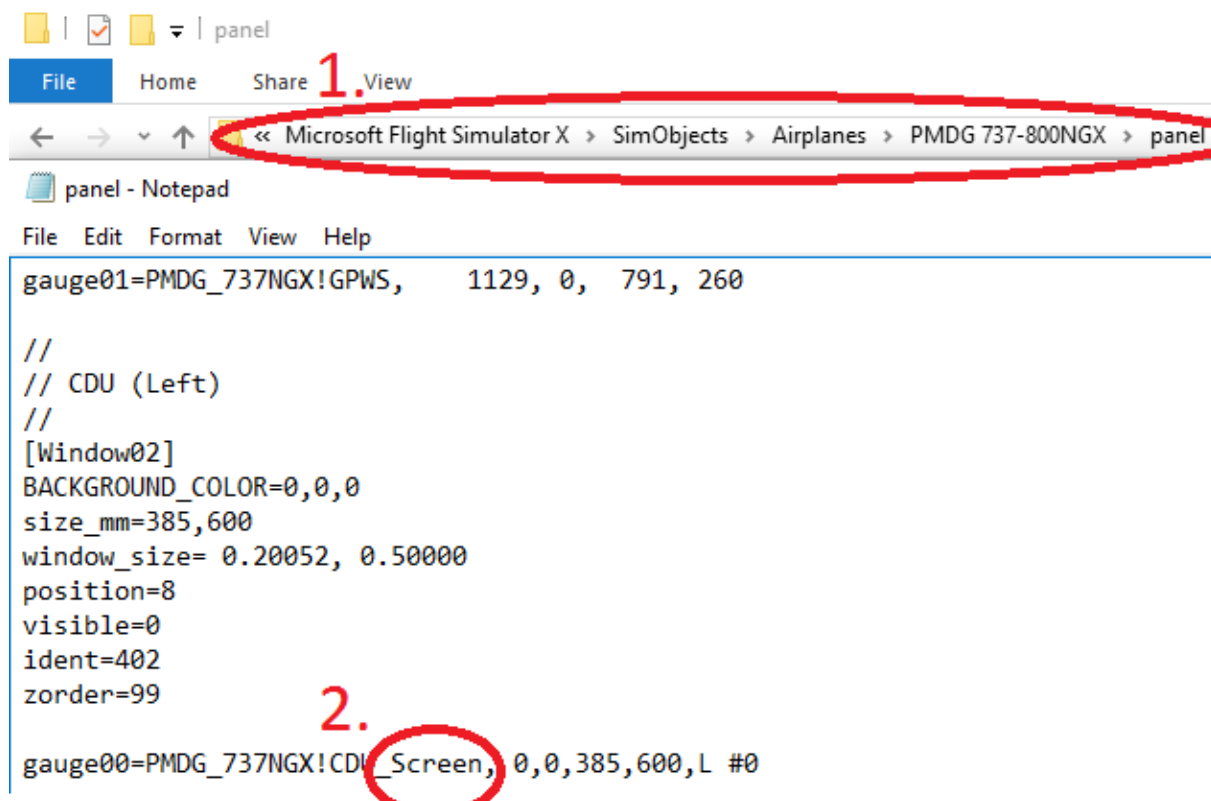 panel
File Home Share 1. View
« Microsoft Flight Simulator X > SimObjects > Airplanes > PMDG 737-800NGX > panel
panel - Notepad
File Edit Format View Help
gauge01=PMDG_737NGX!GPWS, 1129, 0, 791, 260
//
// CDU (Left)
//
[Window02]
BACKGROUND_COLOR=0,0,0
size_mm=385,600
window_size= 0.20052, 0.50000
position=8
visible=0
ident=402
zorder=99
2.
gauge00=PMDG_737NGX!CDU_Screen, 0,0,385,600,L #0